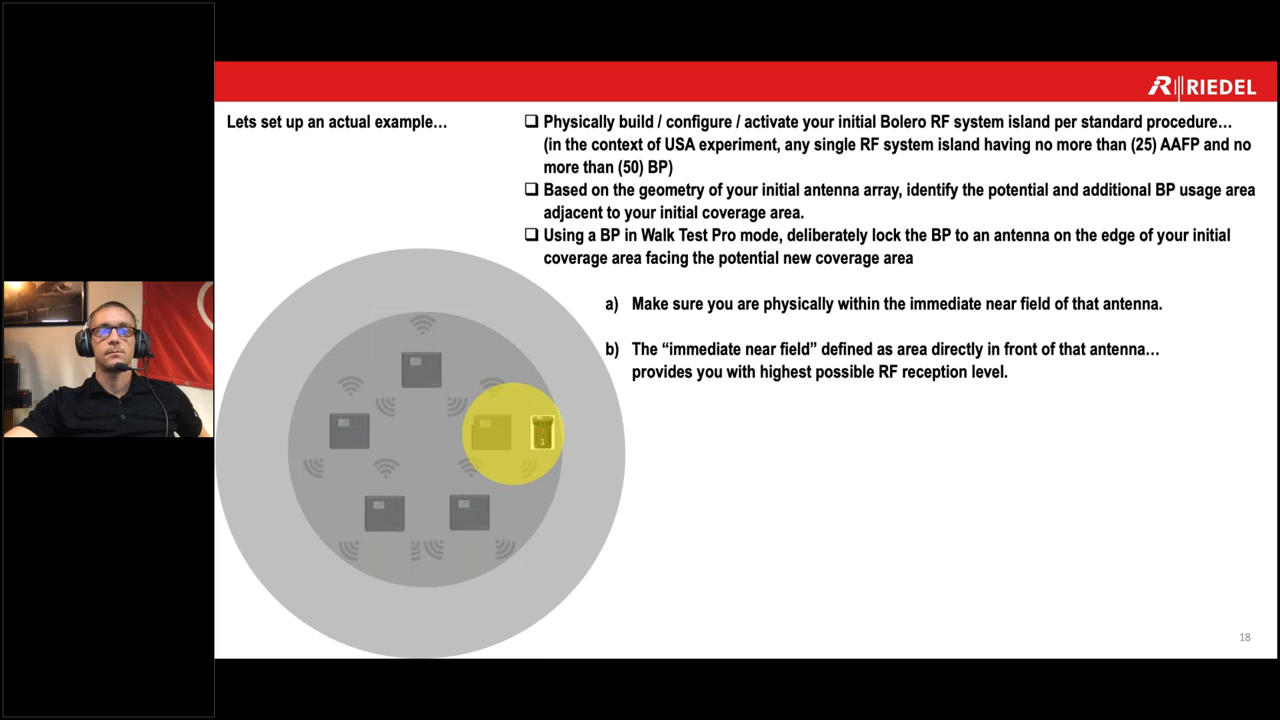 RIEDEL
Lets set up an actual example…
❑ Physically build / configure / activate your initial Bolero RF system island per standard procedure…
(in the context of USA experiment, any single RF system island having no more than (25) AAFP and no
more than (50) BP)
❑ Based on the geometry of your initial antenna array, identify the potential and additional BP usage area
adjacent to your initial coverage area.
❑ Using a BP in Walk Test Pro mode, deliberately lock the BP to an antenna on the edge of your initial
coverage area facing the potential new coverage area
a) Make sure you are physically within the immediate near field of that antenna.
b) The “immediate near field” defined as area directly in front of that antenna…
provides you with highest possible RF reception level.
1
18